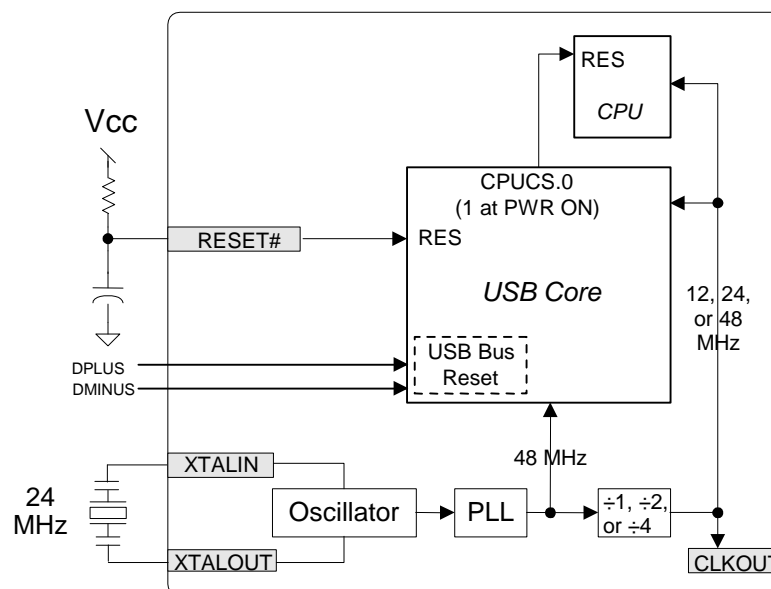 RES
CPU
Vcc
CPUCS.0
(1 at PWR ON)
RESET#
RES
USB Core
12, 24,
or 48
MHz
USB Bus
Reset
DPLUS
DMINUS
XTALIN
48 MHz
24
MHz
Oscillator
PLL
÷1, ÷2,
or ÷4
XTALOUT
CLKOUT